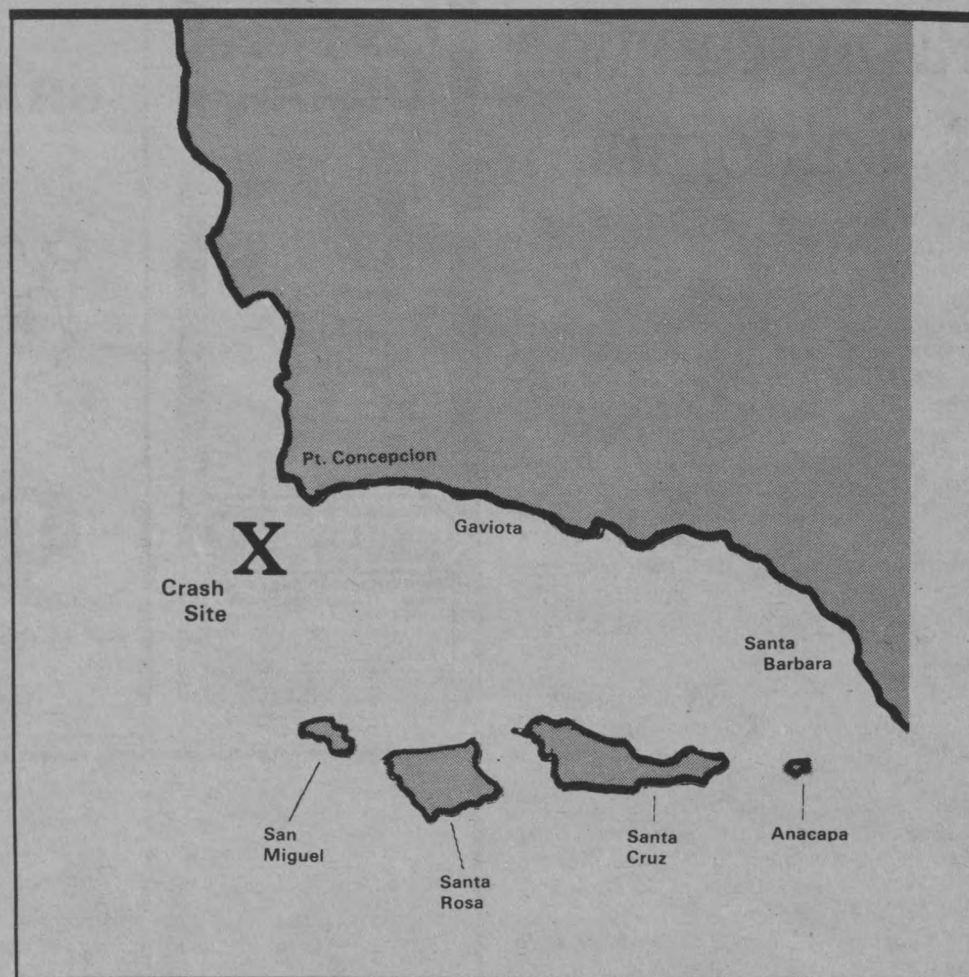 Pt. Concepcion
Gaviota
X
Crash
Site
Santa
Barbara
San
Miguel
Santa
Rosa
Santa
Cruz
Anacapa